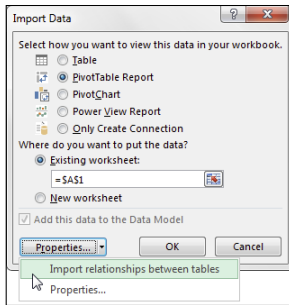 Import Data
Select how you want to view this data in your workbook.
Table
PivotTable Report
PivotChart
Power View Report
Only Create Connection
Where do you want to put the data?
Existing worksheet:
=$A$1
New worksheet
Add this data to the Data Model
Properties...
OK
Cancel
Import relationships between tables
Properties...